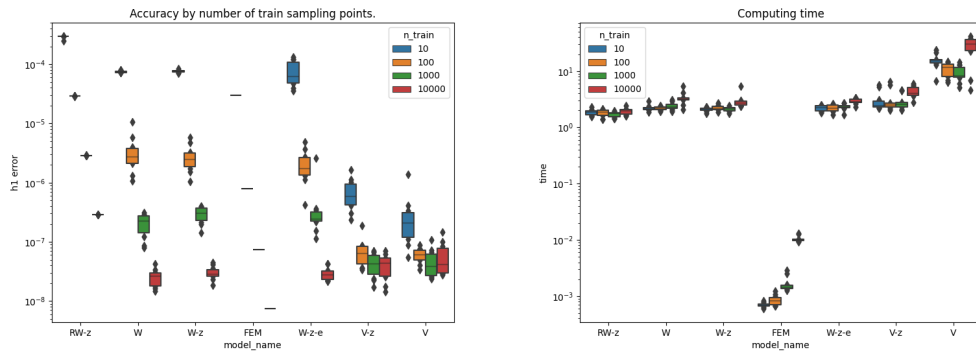 Accuracy by number of train sampling points.
h1 error
10⁻⁴
10⁻⁵
10⁻⁶
10⁻⁷
10⁻⁸
n_train
10
100
1000
10000
RW-z W W-z FEM W-z-e V-z V
model_name
Computing time
time
10¹
10⁰
10⁻¹
10⁻²
10⁻³
n_train
10
100
1000
10000
RW-z W W-z FEM W-z-e V-z V
model_name